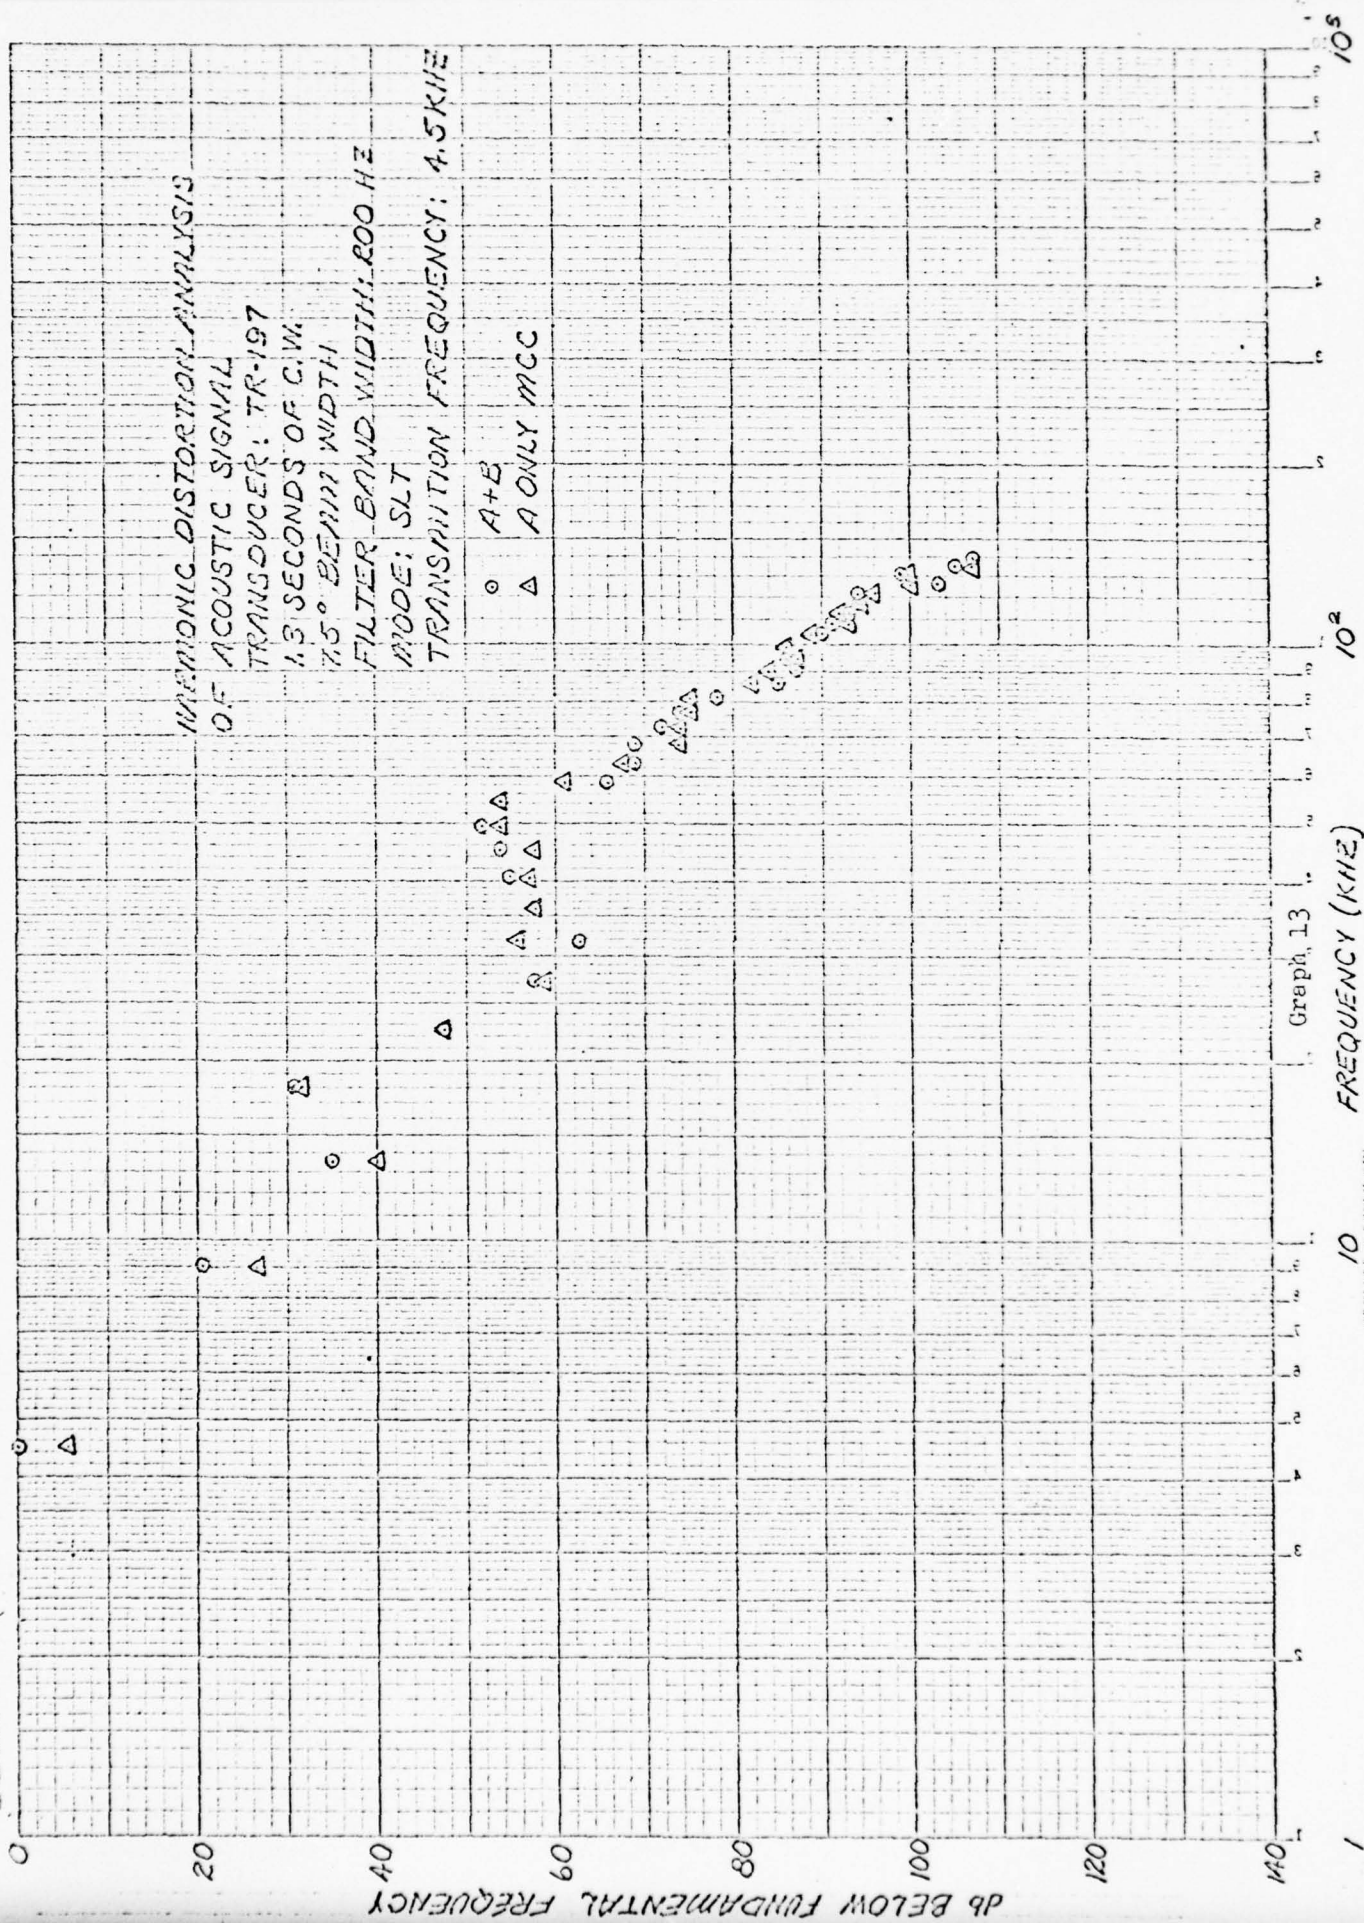 HARMONIC DISTORTION ANALYSIS
OF ACOUSTIC SIGNAL
TRANSDUCER: TR-197
1.3 SECONDS OF C.W.
7.5° BEAM WIDTH
FILTER BAND WIDTH: 200 HZ
MODE: SLT
TRANSMITION FREQUENCY: 4.5KHZ
A+B
A ONLY MCC
db BELOW FUNDAMENTAL FREQUENCY
0
20
40
60
80
100
120
140
1
10
10²
10³
FREQUENCY (KHZ)
Graph 13